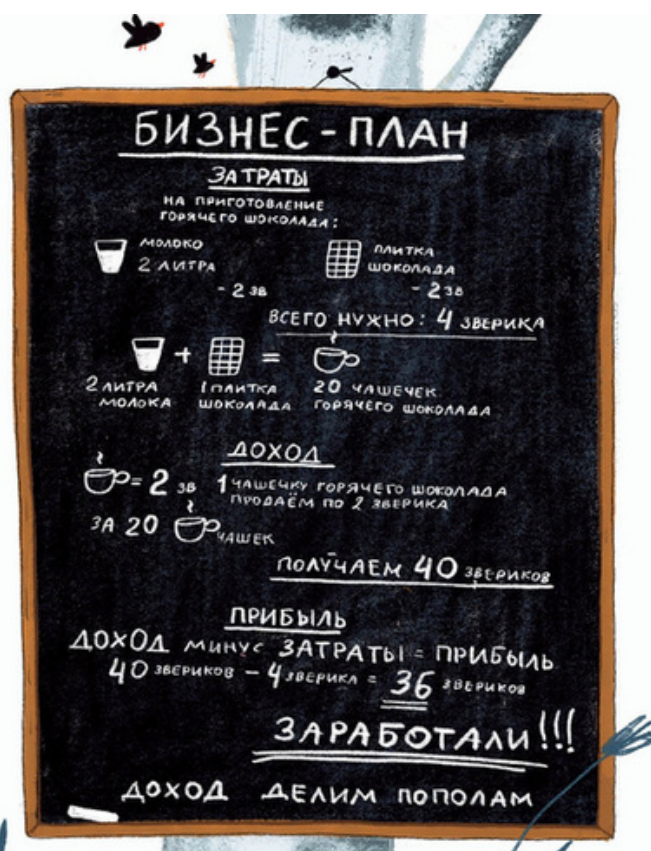 БИЗНЕС-ПЛАН
ЗАТРАТЫ
НА ПРИГОТОВЛЕНИЕ
ГОРЯЧЕГО ШОКОЛАДА:
МОЛОКО
2 ЛИТРА
- 2 ЗВ
ПЛИТКА
ШОКОЛАДА
- 2 ЗВ
ВСЕГО НУЖНО: 4 ЗВЕРИКА
+ =
2 ЛИТРА
МОЛОКА
1 ПЛИТКА
ШОКОЛАДА
20 ЧАШЕЧЕК
ГОРЯЧЕГО ШОКОЛАДА
ДОХОД
= 2 ЗВ
1 ЧАШЕЧКУ ГОРЯЧЕГО ШОКОЛАДА
ПРОДАЁМ ПО 2 ЗВЕРИКА
ЗА 20 ЧАШЕК
ПОЛУЧАЕМ 40 ЗВЕРИКОВ
ПРИБЫЛЬ
ДОХОД МИНУС ЗАТРАТЫ = ПРИБЫЛЬ
40 ЗВЕРИКОВ - 4 ЗВЕРИКА = 36 ЗВЕРИКОВ
ЗАРАБОТАЛИ!!!
ДОХОД ДЕЛИМ ПОПОЛАМ